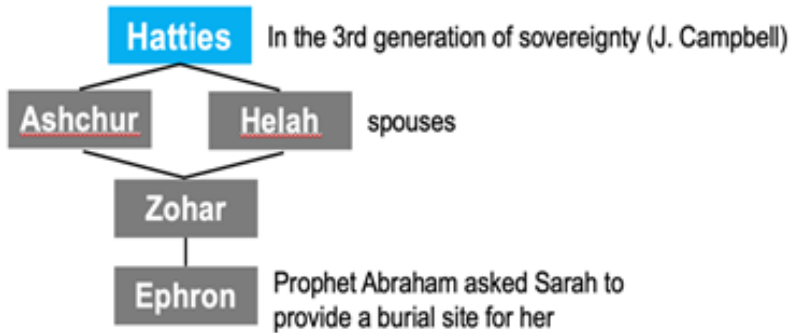 Hatties In the 3rd generation of sovereignty (J. Campbell)
Ashchur Helah spouses
Zohar
Ephron Prophet Abraham asked Sarah to
provide a burial site for her